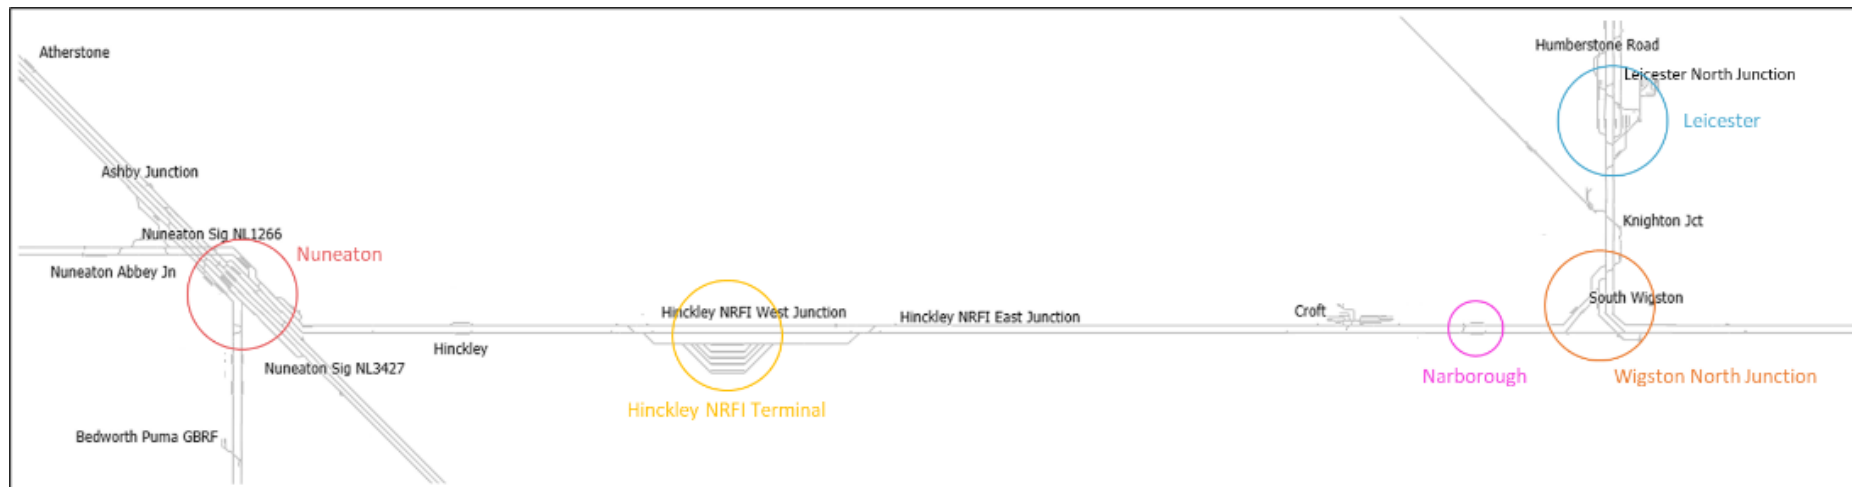 Atherstone
Humberstone Road
Leicester North Junction
Leicester
Ashby Junction
Knighton Jct
Nuneaton Sig NL1266
Nuneaton
Nuneaton Abbey Jn
South Wigston
Hinckley NRFI West Junction
Hinckley NRFI East Junction
Croft
Hinckley
Nuneaton Sig NL3427
Narborough
Wigston North Junction
Hinckley NRFI Terminal
Bedworth Puma GBRF